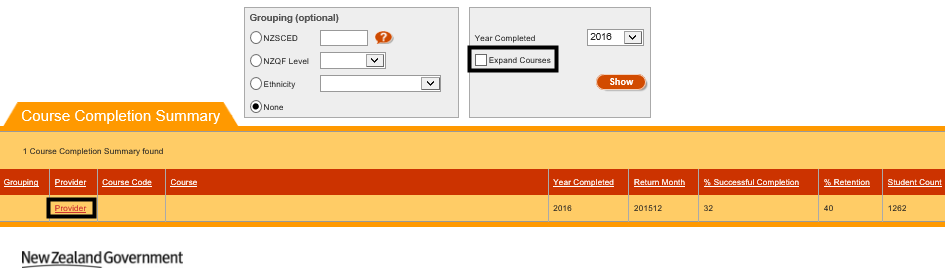 Grouping (optional)
NZSCED
?
NZQF Level
Ethnicity
None
Year Completed 2016
Expand Courses
Show
Course Completion Summary
1 Course Completion Summary found
Grouping Provider Course Code Course Year Completed Return Month % Successful Completion % Retention Student Count
Provider 2016 201512 32 40 1262
New Zealand Government